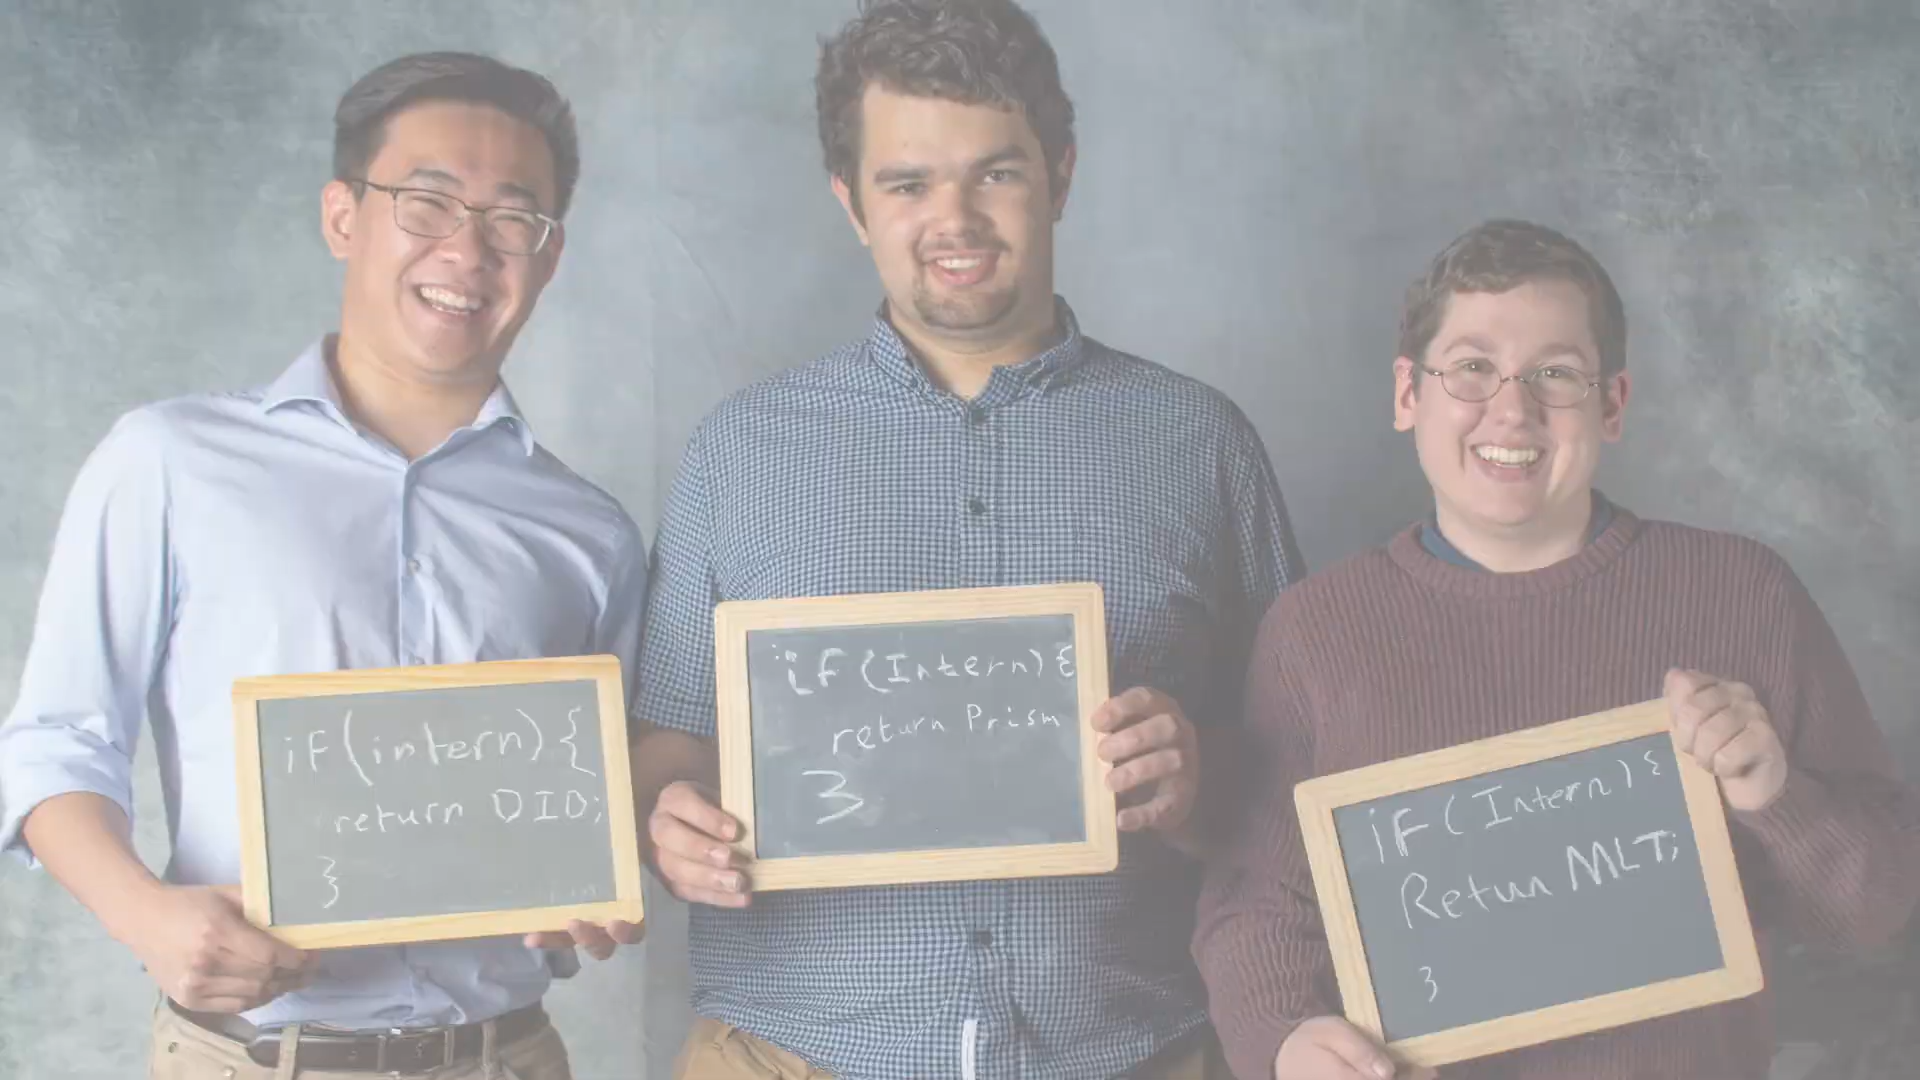 if(intern){
return DID;
}
if (Intern) {
return Prism
}
if (Intern) {
Retun MLT;
}